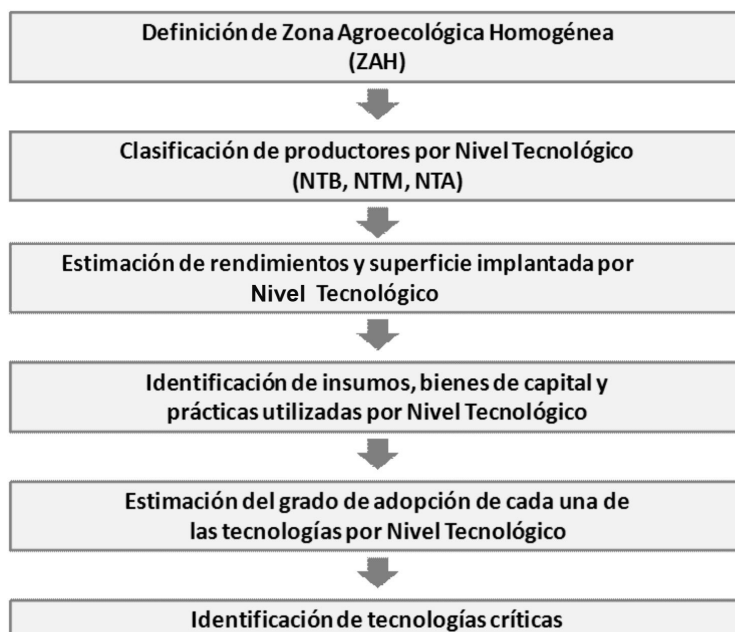 Definición de Zona Agroecológica Homogénea
(ZAH)
Clasificación de productores por Nivel Tecnológico
(NTB, NTM, NTA)
Estimación de rendimientos y superficie implantada por
Nivel Tecnológico
Identificación de insumos, bienes de capital y
prácticas utilizadas por Nivel Tecnológico
Estimación del grado de adopción de cada una de
las tecnologías por Nivel Tecnológico
Identificación de tecnologías críticas